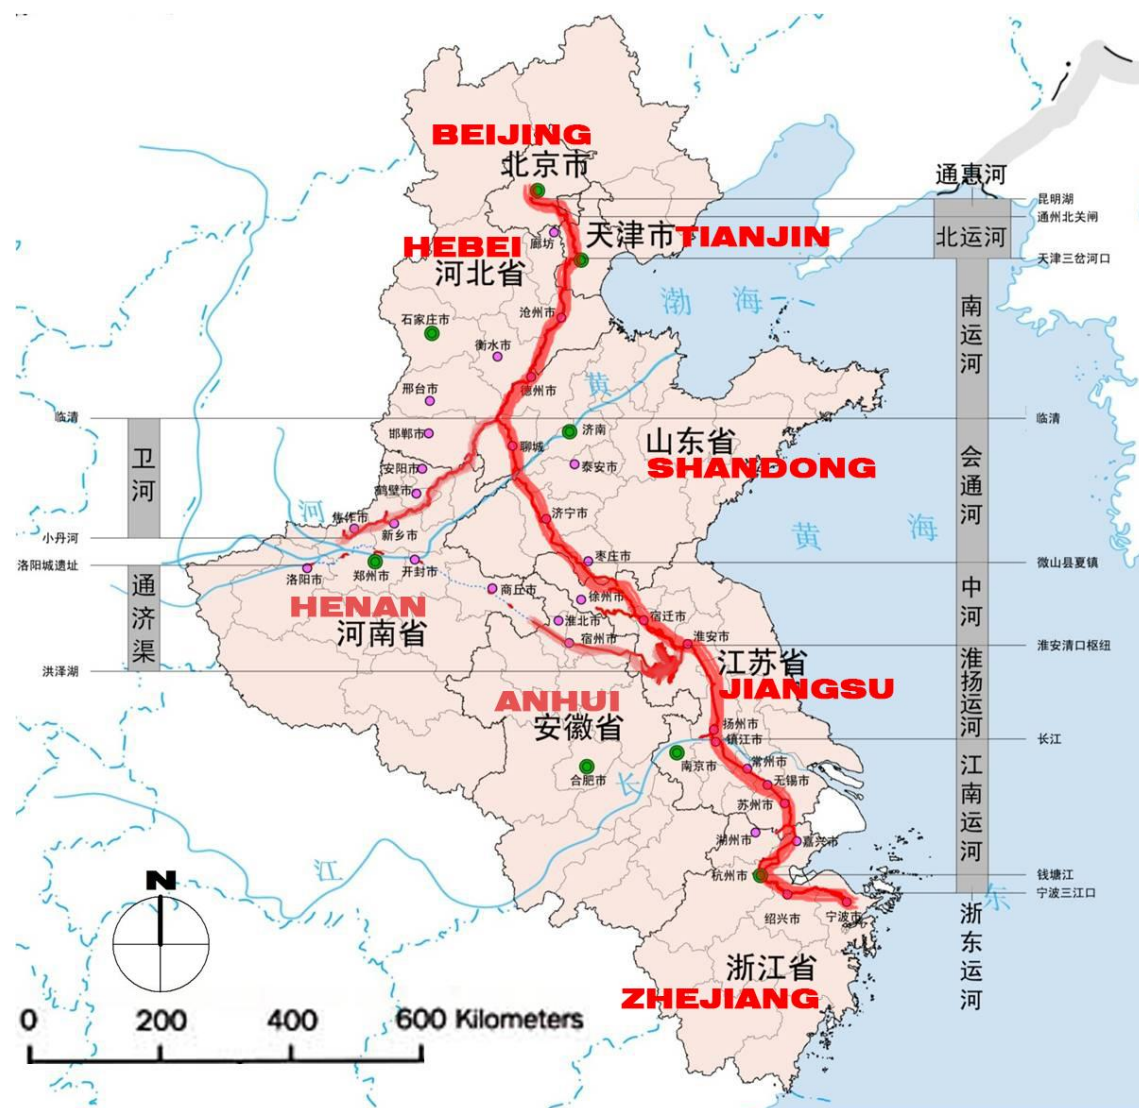 BEIJING
北京市
通惠河
昆明湖
通州北关闸
天津市TIANJIN
北运河
HEBEI
廊坊
河北省
天津三岔河口
渤海
南运河
石家庄市
沧州市
衡水市
德州市
黄
邢台市
临清
临清
济南
邯郸市
聊城
山东省
SHANDONG
卫河
会通河
安阳市
泰安市
鹤壁市
河
焦作市
新乡市
济宁市
黄海
小丹河
枣庄市
微山县夏镇
洛阳城遗址
洛阳市
郑州市
开封市
商丘市
徐州市
中河
通济渠
HENAN
河南省
淮北市
宿迁市
宿州市
淮安市
淮安清口枢纽
江苏省
JIANGSU
洪泽湖
淮扬运河
ANHUI
安徽省
扬州市
镇江市
长江
合肥市
南京市
常州市
无锡市
长
苏州市
江南运河
湖州市
嘉兴市
江
杭州市
钱塘江
N
宁波三江口
东
绍兴市
宁波市
浙东运河
浙江省
ZHEJIANG
0 200 400 600 Kilometers